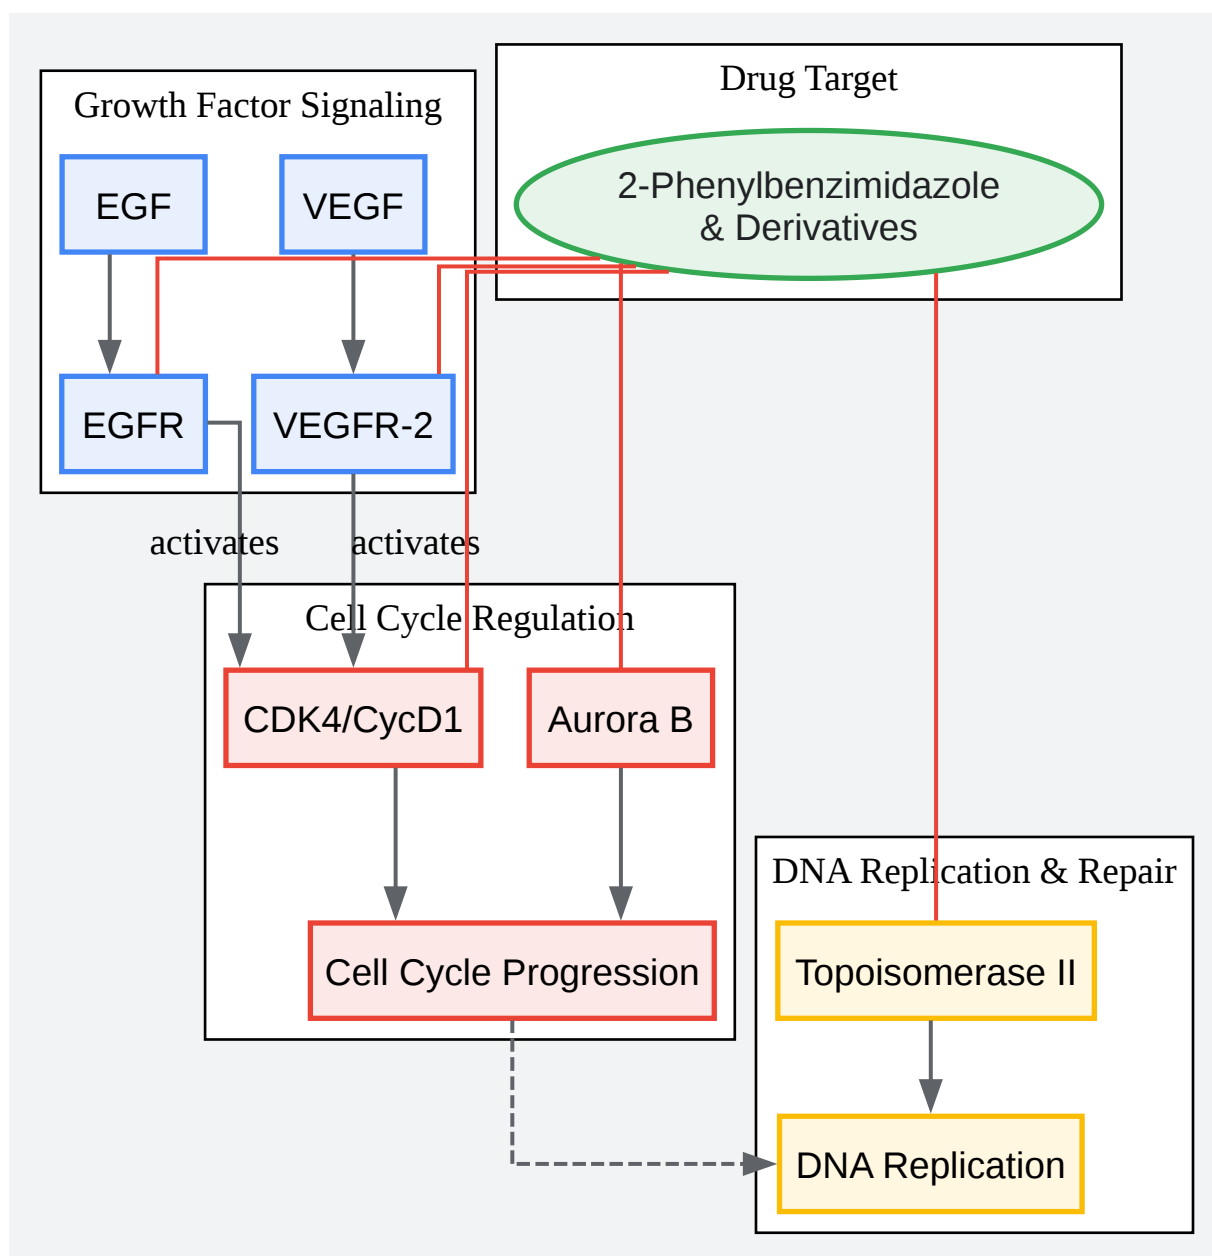 Drug Target
Growth Factor Signaling
2-Phenylbenzimidazole
& Derivatives
EGF
VEGF
EGFR
VEGFR-2
activates
activates
Cell Cycle Regulation
CDK4/CycD1
Aurora B
DNA Replication & Repair
Cell Cycle Progression
Topoisomerase II
DNA Replication